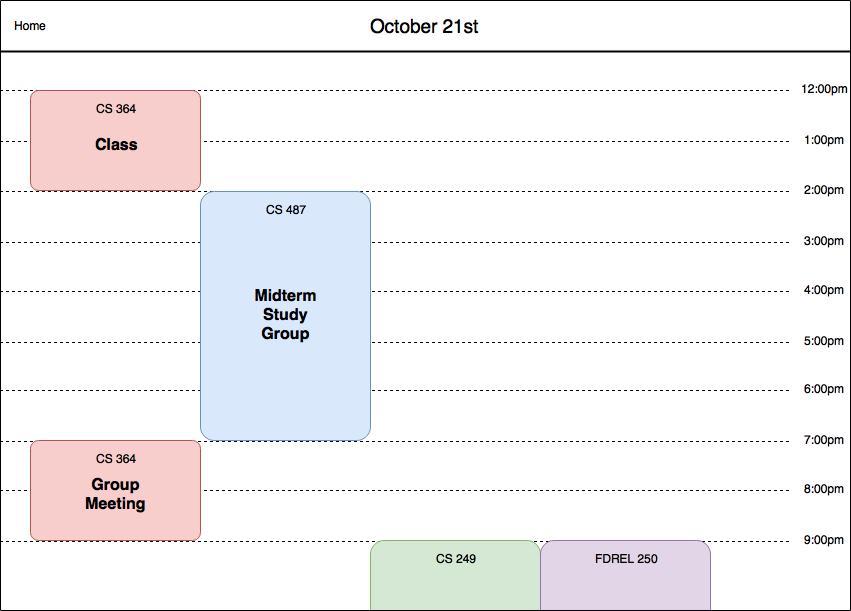 Home
October 21st
12:00pm
CS 364
Class
1:00pm
2:00pm
CS 487
3:00pm
4:00pm
Midterm
Study
Group
5:00pm
6:00pm
7:00pm
CS 364
Group
Meeting
8:00pm
9:00pm
CS 249
FDREL 250